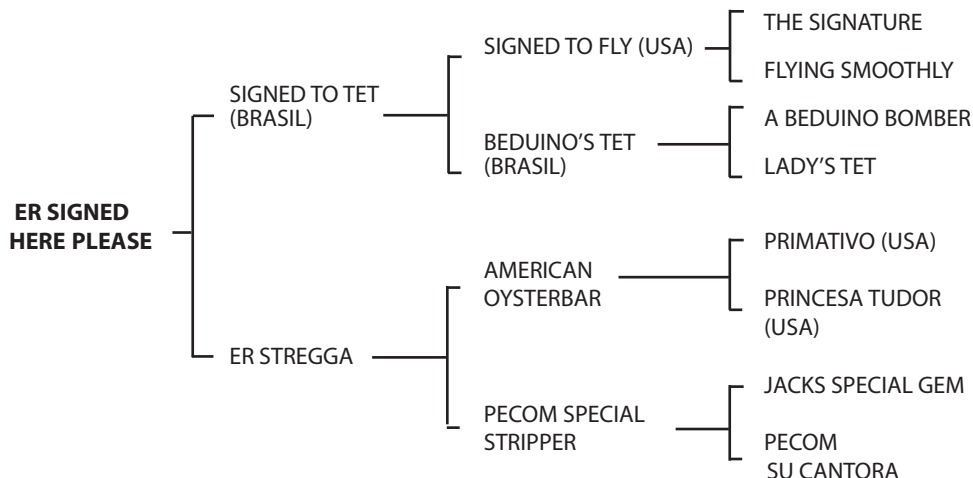 ER SIGNED
HERE PLEASE
SIGNED TO TET
(BRASIL)
SIGNED TO FLY (USA)
THE SIGNATURE
FLYING SMOOTHLY
BEDUINO’S TET
(BRASIL)
A BEDUINO BOMBER
LADY’S TET
ER STREGGA
AMERICAN
OYSTERBAR
PRIMATIVO (USA)
PRINCESA TUDOR
(USA)
PECOM SPECIAL
STRIPPER
JACKS SPECIAL GEM
PECOM
SU CANTORA